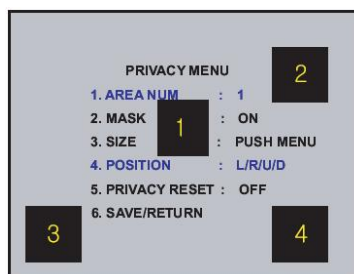 PRIVACY MENU
2
1. AREA NUM : 1
2. MASK : ON
1
3. SIZE : PUSH MENU
4. POSITION : L/R/U/D
5. PRIVACY RESET : OFF
6. SAVE/RETURN
3
4